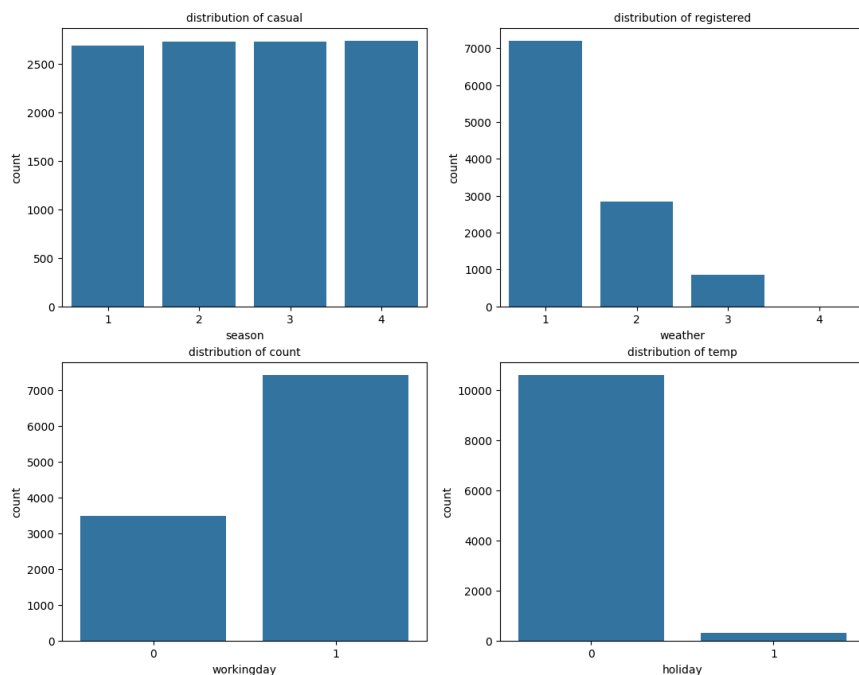 distribution of casual
2500
2000
1500
1000
500
0
count
1 2 3 4
season
distribution of registered
7000
6000
5000
4000
3000
2000
1000
0
count
1 2 3 4
weather
distribution of count
7000
6000
5000
4000
3000
2000
1000
0
count
0 1
workingday
distribution of temp
10000
8000
6000
4000
2000
0
count
0 1
holiday